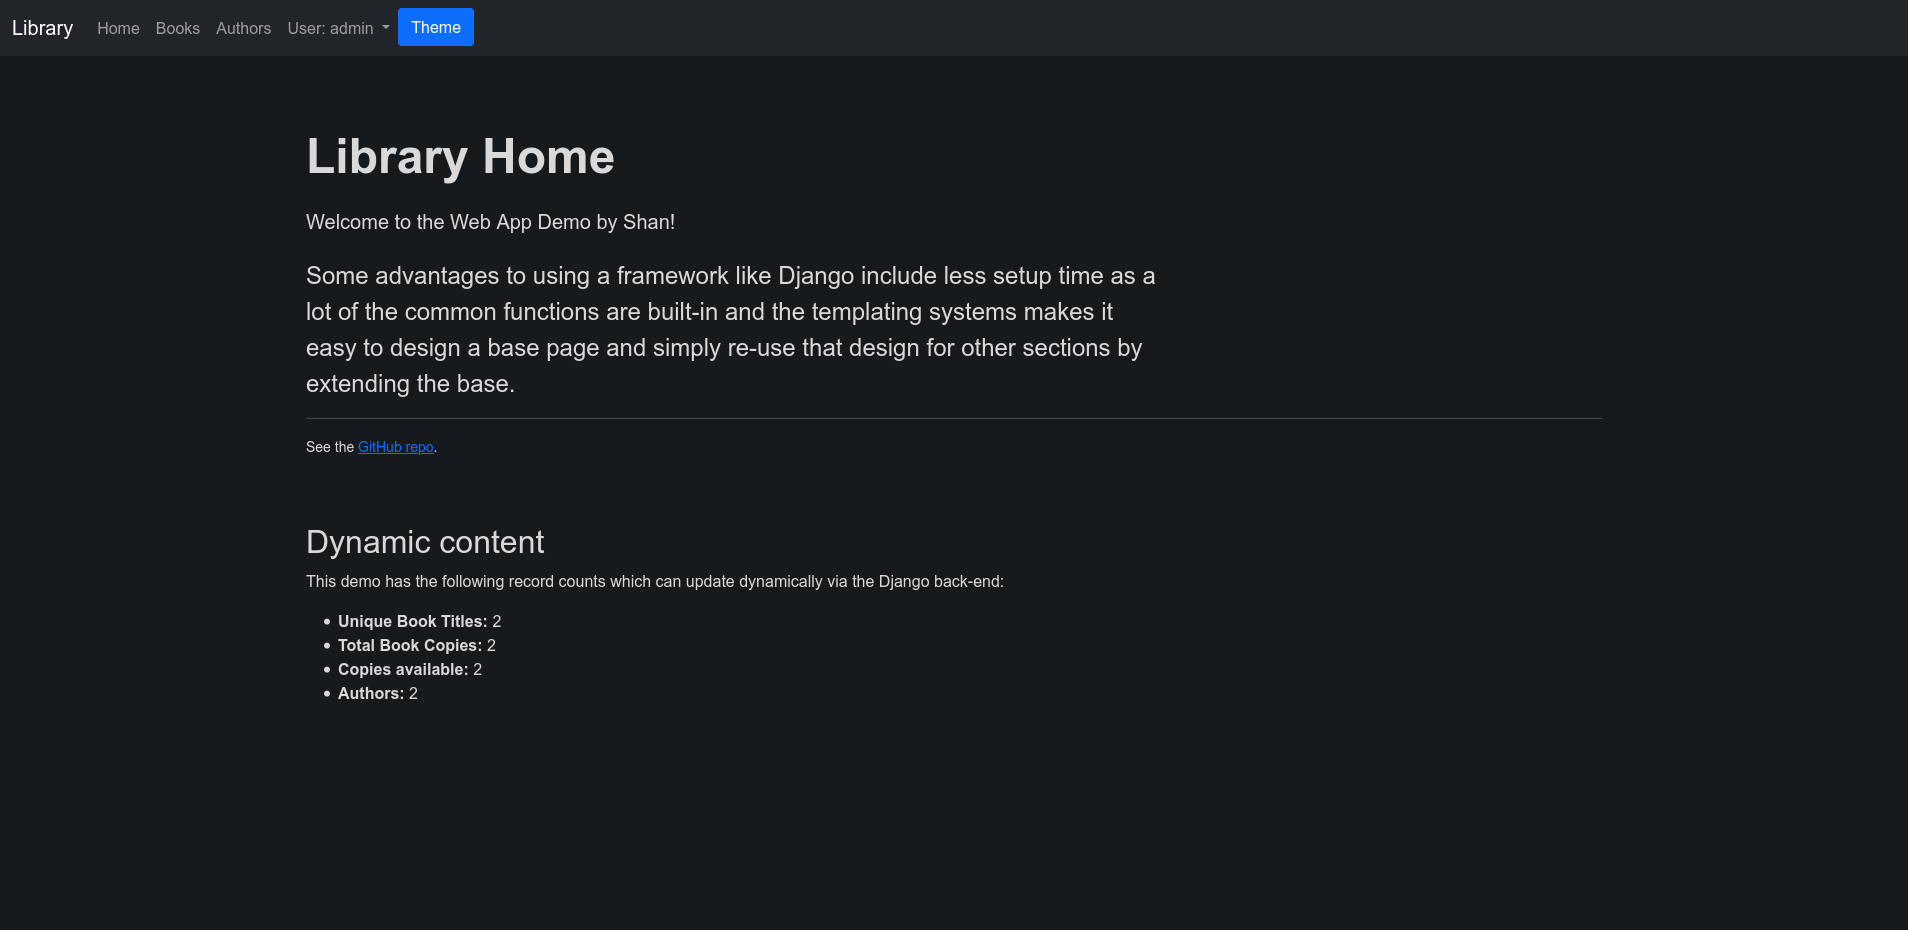 Library Home Books Authors User: admin Theme
Library Home
Welcome to the Web App Demo by Shan!
Some advantages to using a framework like Django include less setup time as a
lot of the common functions are built-in and the templating systems makes it
easy to design a base page and simply re-use that design for other sections by
extending the base.
See the GitHub repo.
Dynamic content
This demo has the following record counts which can update dynamically via the Django back-end:
• Unique Book Titles: 2
• Total Book Copies: 2
• Copies available: 2
• Authors: 2